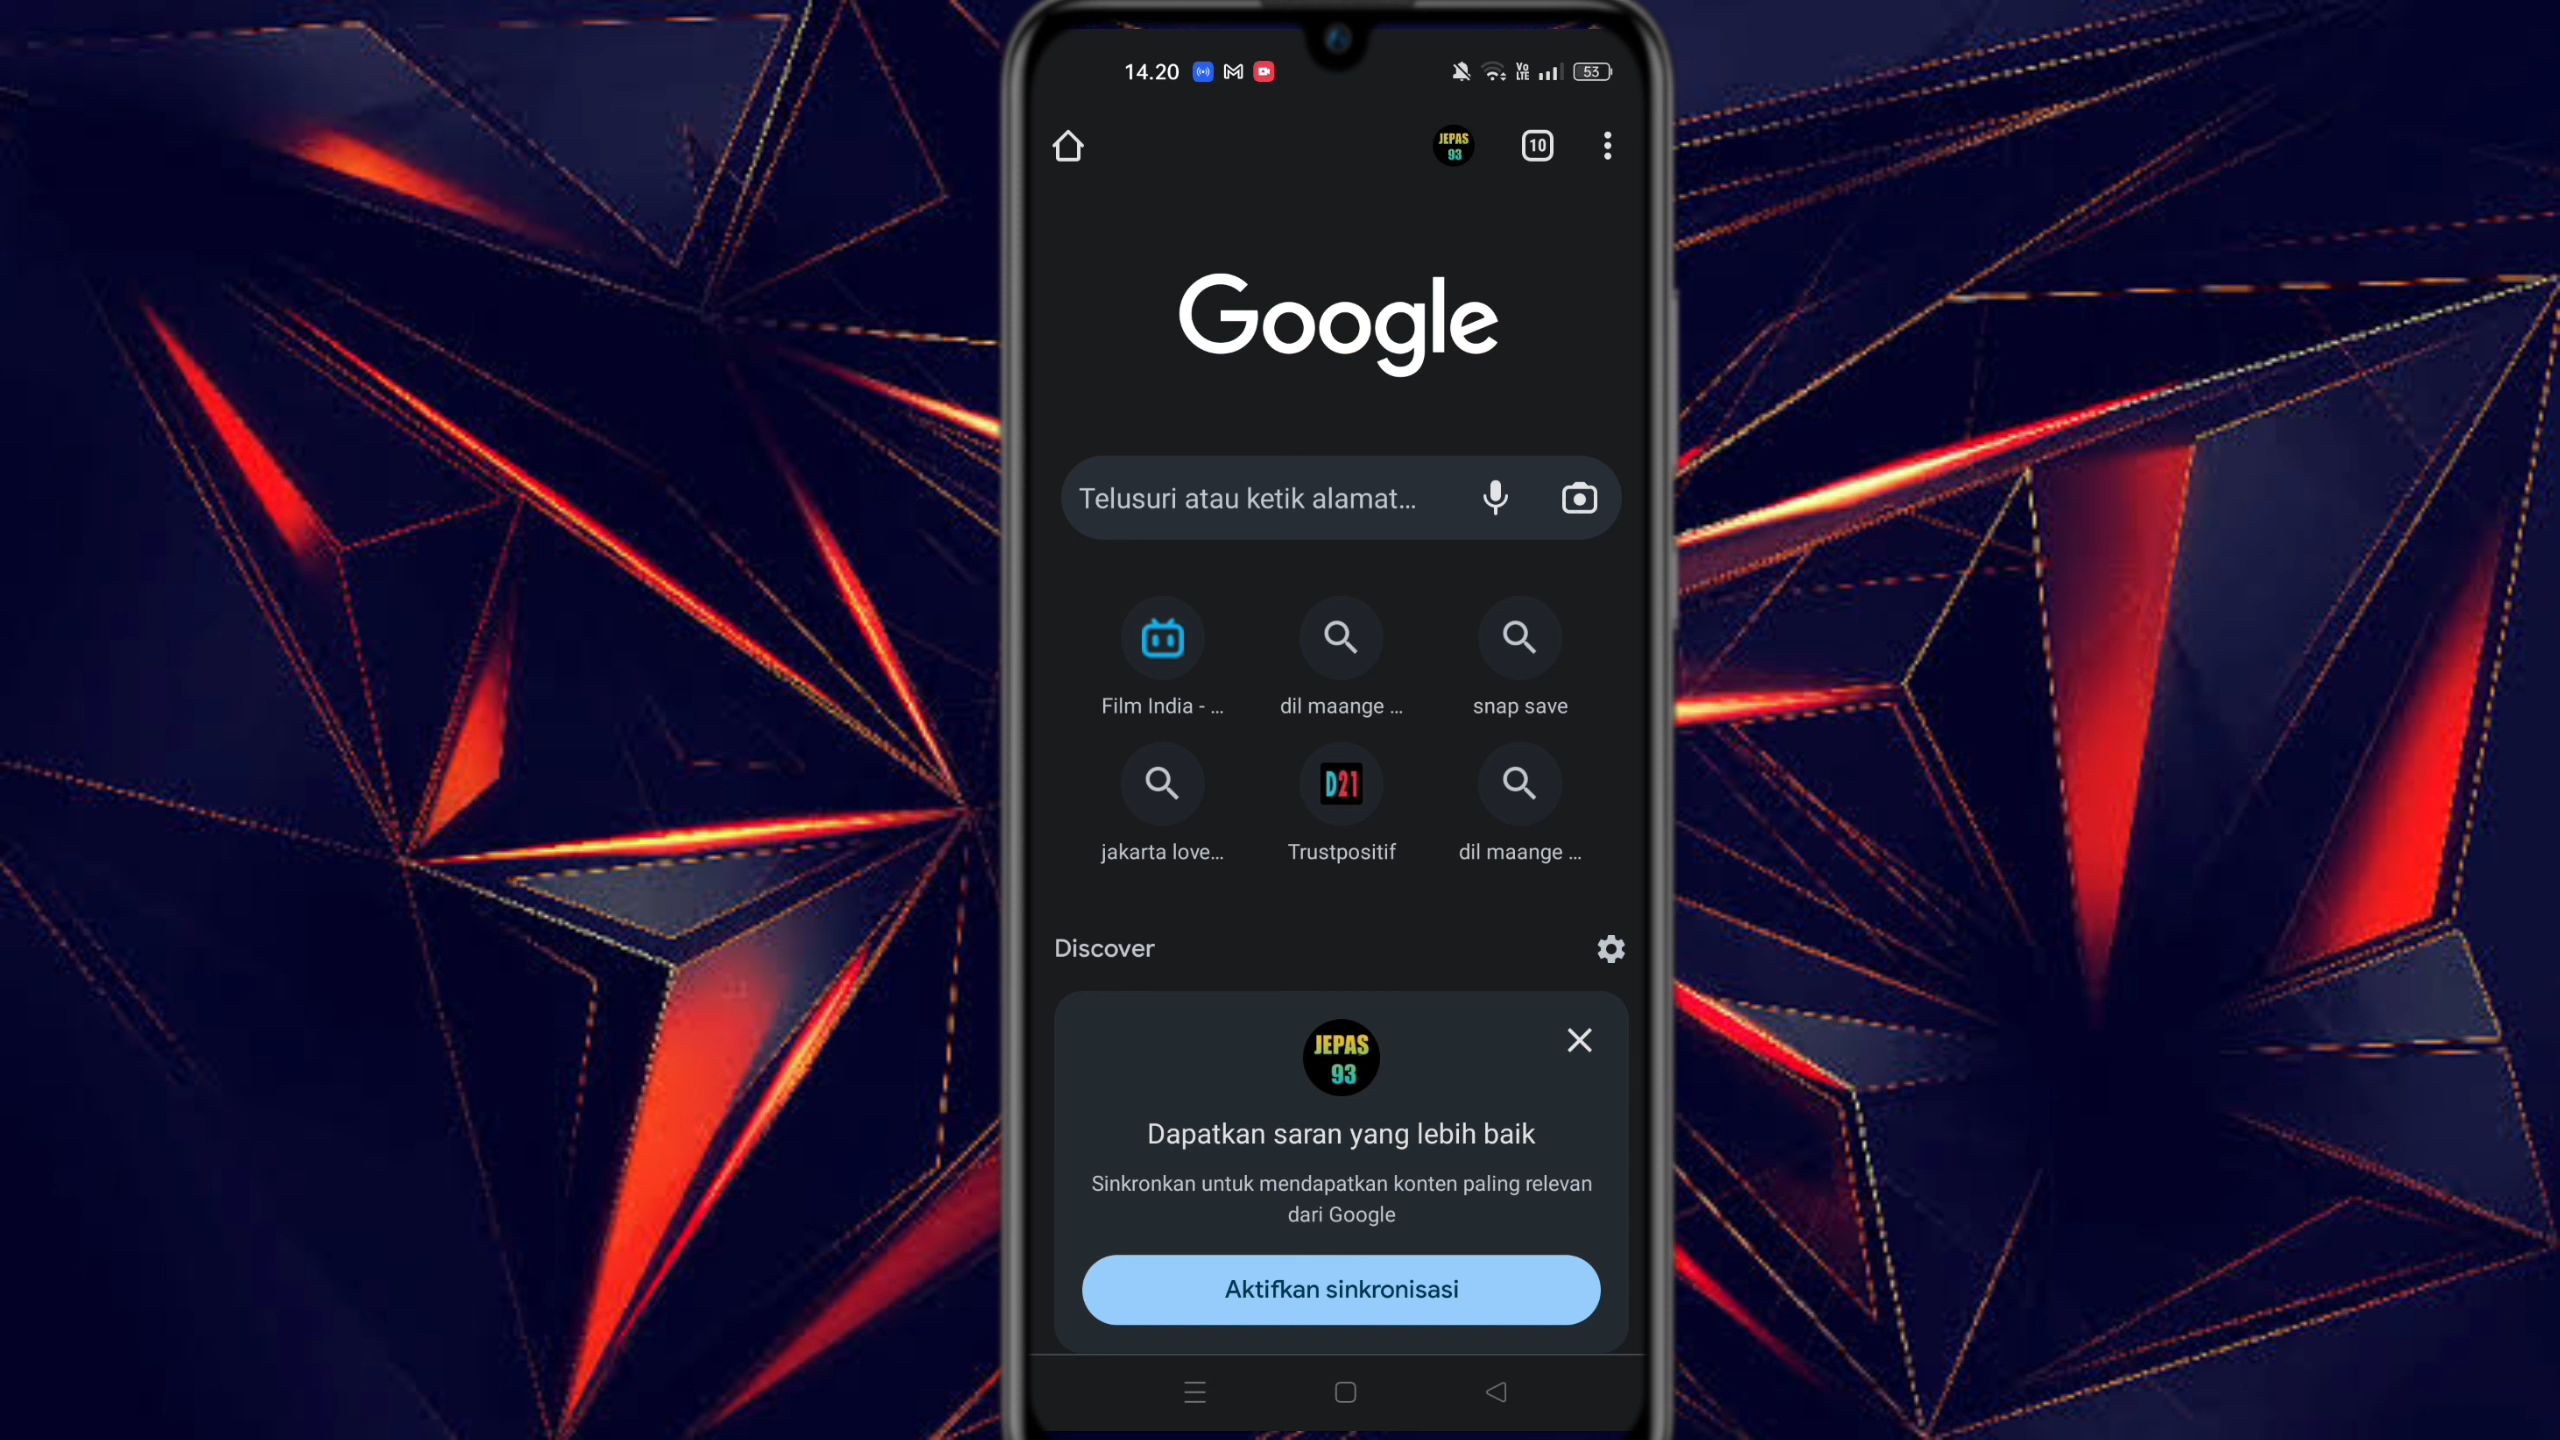 14.20
Vo
LTE
53
JEPAS
93
10
Google
Telusuri atau ketik alamat...
Film India - ...
dil maange ...
snap save
jakarta love...
D21
Trustpositif
dil maange ...
Discover
JEPAS
93
Dapatkan saran yang lebih baik
Sinkronkan untuk mendapatkan konten paling relevan
dari Google
Aktifkan sinkronisasi